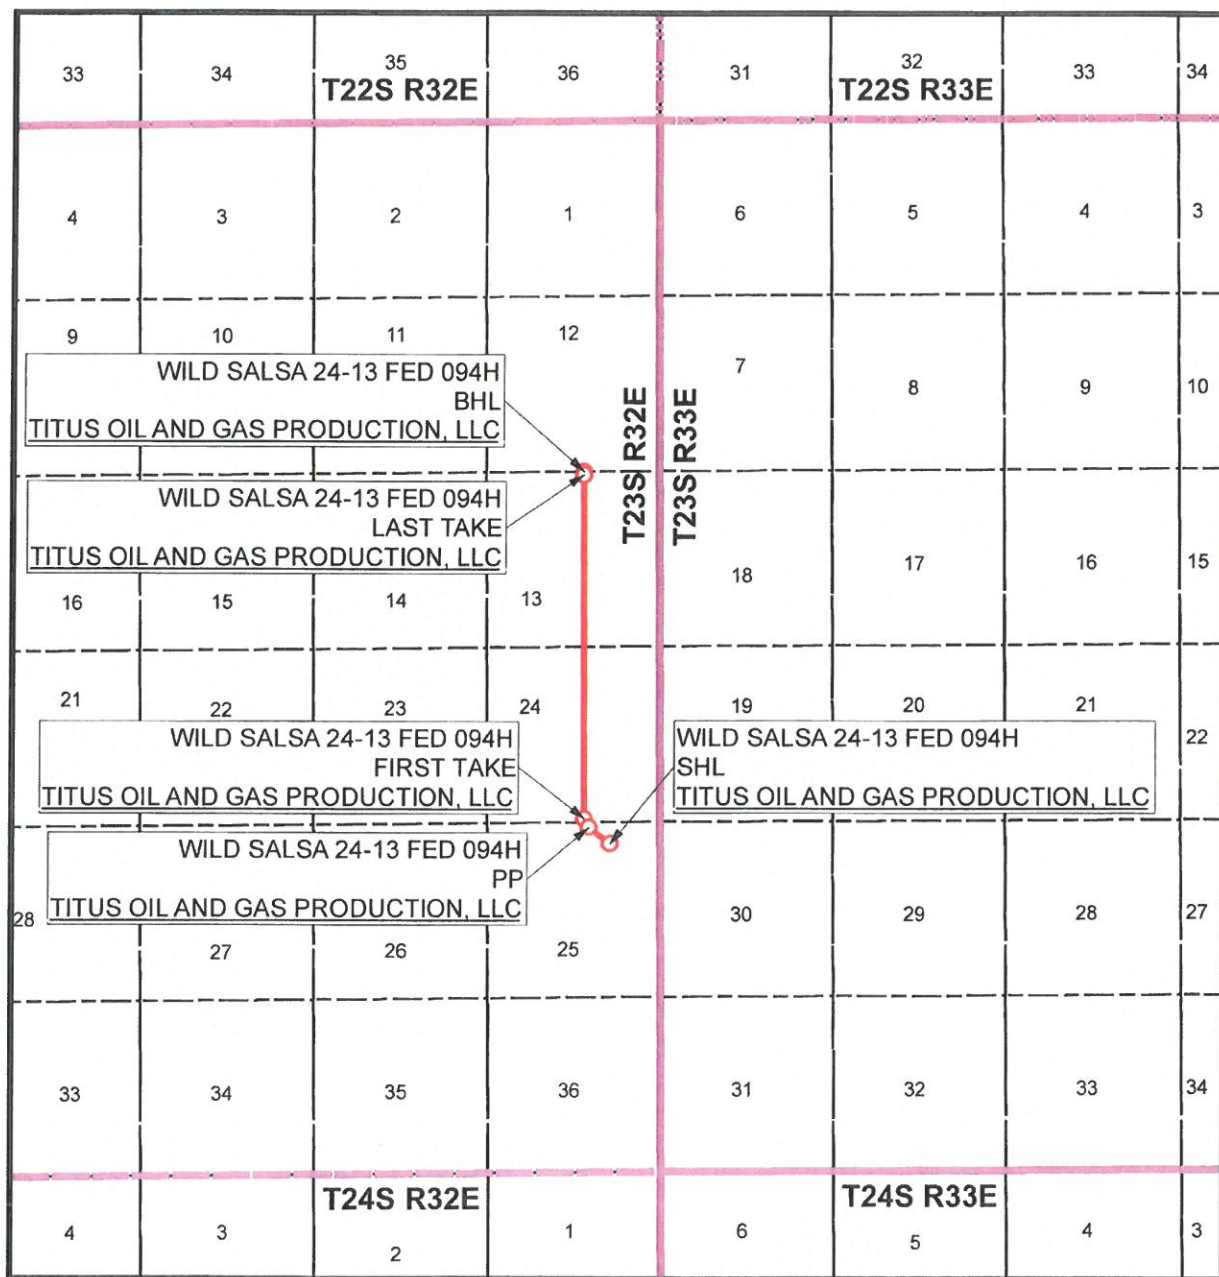 33 34 35 36 31 32 33 34
T22S R32E T22S R33E
4 3 2 1 6 5 4 3
9 10 11 12 7 8 9 10
WILD SALSA 24-13 FED 094H
BHL
TITUS OIL AND GAS PRODUCTION, LLC
T23S R32E
T23S R33E
WILD SALSA 24-13 FED 094H
LAST TAKE
TITUS OIL AND GAS PRODUCTION, LLC
16 15 14 13 18 17 16 15
21 22 23 24 19 20 21 22
WILD SALSA 24-13 FED 094H
FIRST TAKE
TITUS OIL AND GAS PRODUCTION, LLC
WILD SALSA 24-13 FED 094H
SHL
TITUS OIL AND GAS PRODUCTION, LLC
WILD SALSA 24-13 FED 094H
PP
TITUS OIL AND GAS PRODUCTION, LLC
28 27 26 25 30 29 28 27
33 34 35 36 31 32 33 34
T24S R32E T24S R33E
4 3 2 1 6 5 4 3